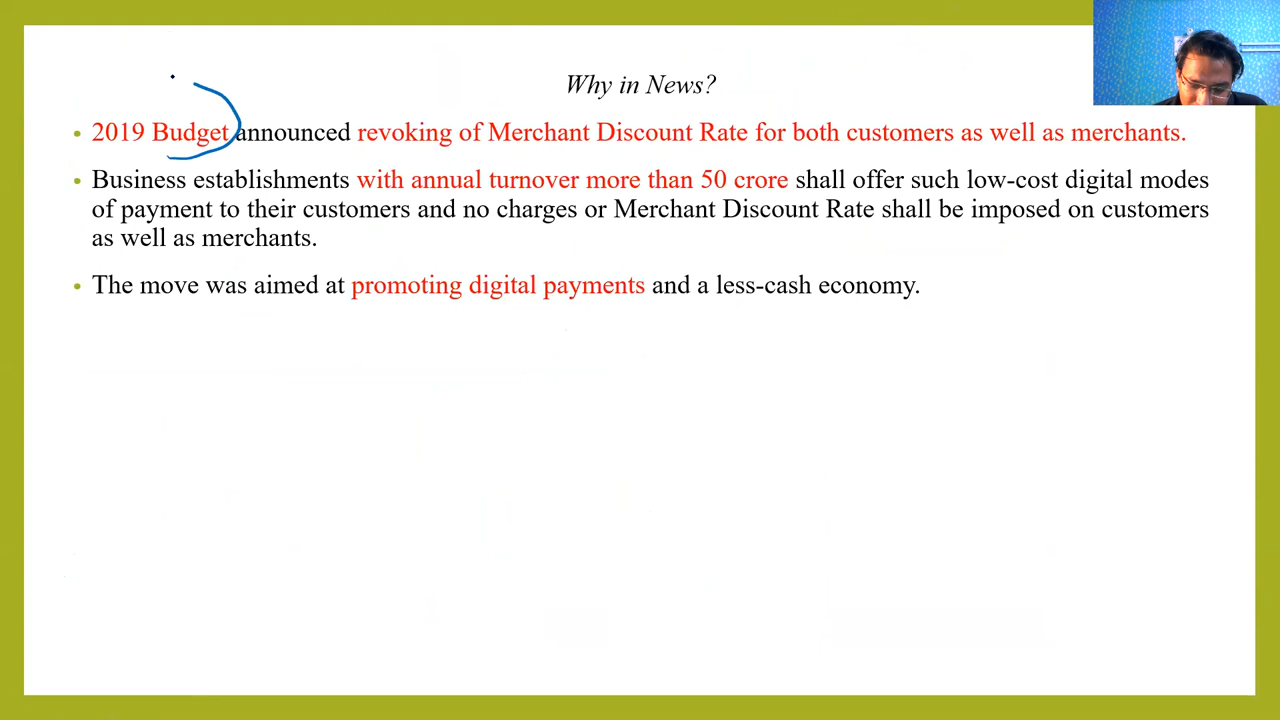 Why in News?
• 2019 Budget announced revoking of Merchant Discount Rate for both customers as well as merchants.
• Business establishments with annual turnover more than 50 crore shall offer such low-cost digital modes
of payment to their customers and no charges or Merchant Discount Rate shall be imposed on customers
as well as merchants.
• The move was aimed at promoting digital payments and a less-cash economy.